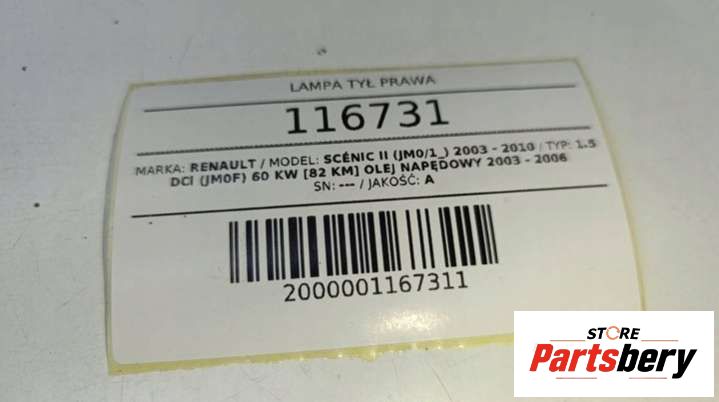 LAMPA TYŁ PRAWA
116731
MARKA: RENAULT / MODEL: SCÉNIC II (JM0/1_) 2003 - 2010 / TYP: 1.5
DCI (JM0F) 60 KW [82 KM] OLEJ NAPĘDOWY 2003 - 2006
SN: --- / JAKOŚĆ: A
2000001167311
STORE
Partsbery